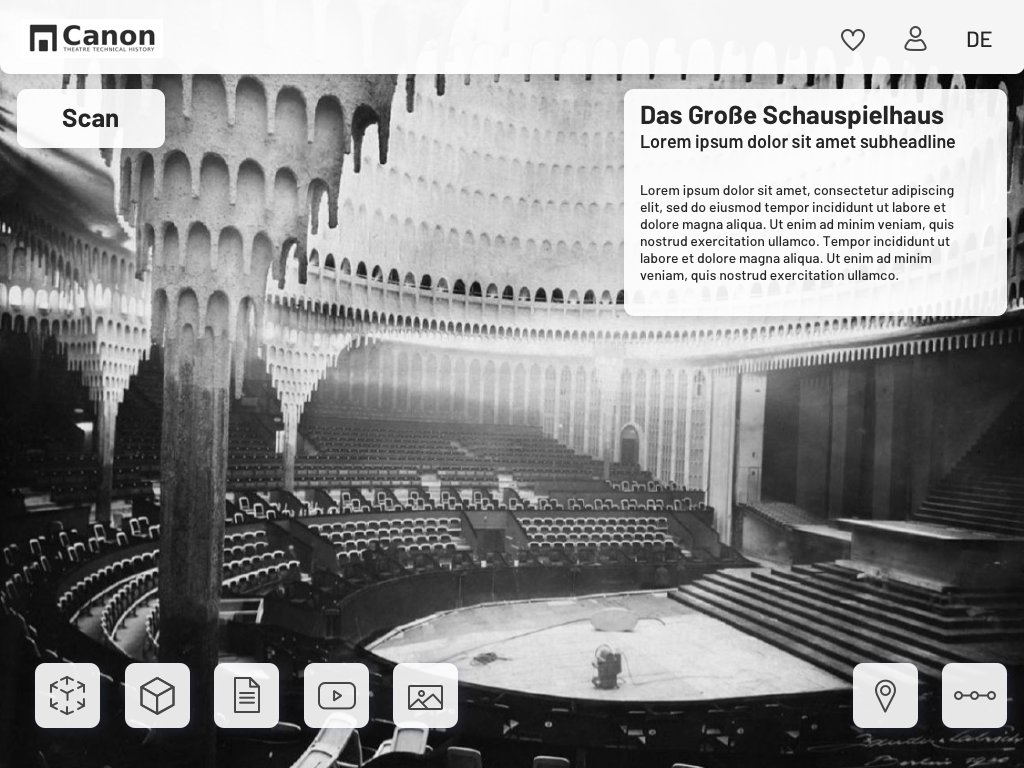 Canon
THEATRE TECHNICAL HISTORY
DE
Scan
Das Große Schauspielhaus
Lorem ipsum dolor sit amet subheadline
Lorem ipsum dolor sit amet, consectetur adipiscing
elit, sed do eiusmod tempor incididunt ut labore et
dolore magna aliqua. Ut enim ad minim veniam, quis
nostrud exercitation ullamco. Tempor incididunt ut
labore et dolore magna aliqua. Ut enim ad minim
veniam, quis nostrud exercitation ullamco.